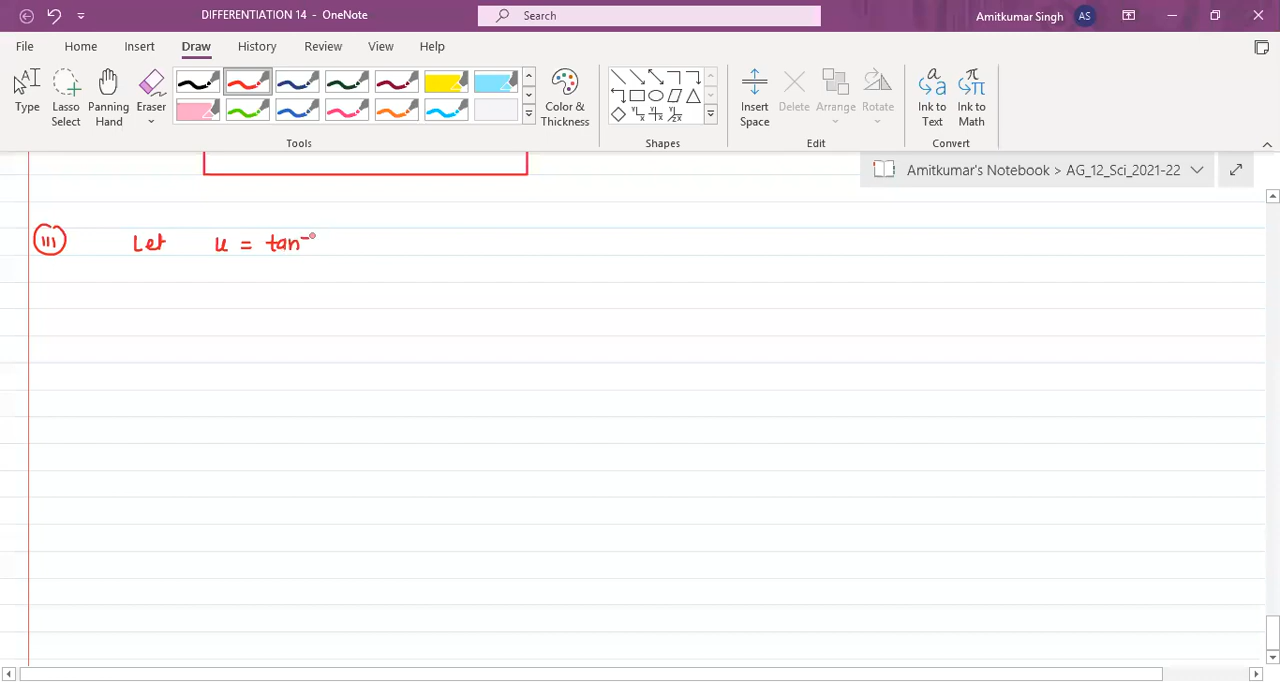 DIFFERENTIATION 14 - OneNote
Search
Amitkumar Singh AS
File Home Insert Draw History Review View Help
Type Lasso Select Panning Hand Eraser Color & Thickness Insert Space Delete Arrange Rotate Ink to Text Ink to Math
Tools Shapes Edit Convert
Amitkumar's Notebook > AG_12_Sci_2021-22
(iii) Let u = tan⁻